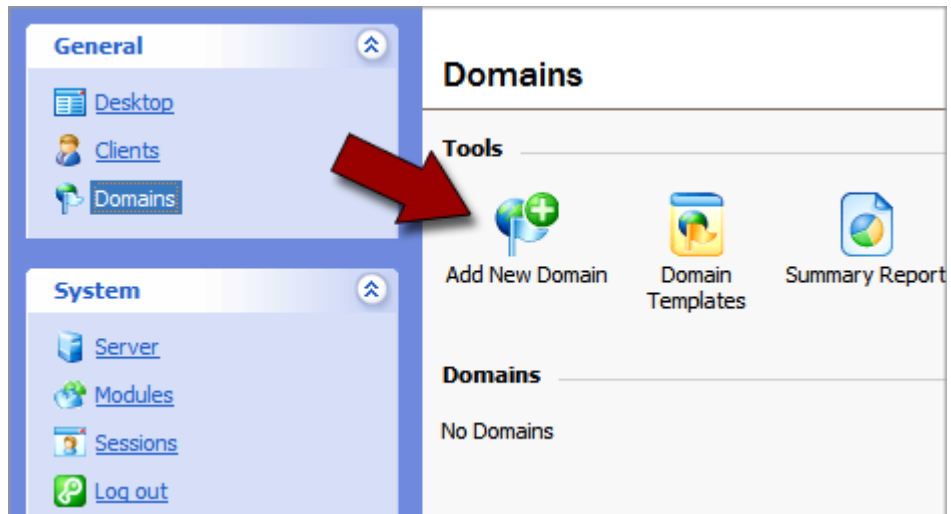 General
Desktop
Clients
Domains
System
Server
Modules
Sessions
Log out
Domains
Tools
Add New Domain
Domain
Templates
Summary Report
Domains
No Domains